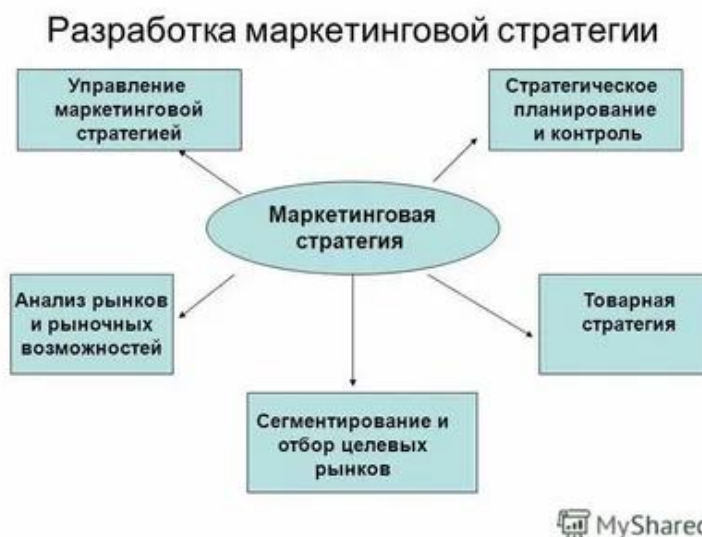 Разработка маркетинговой стратегии
Управление
маркетинговой
стратегией
Стратегическое
планирование
и контроль
Маркетинговая
стратегия
Анализ рынков
и рыночных
возможностей
Товарная
стратегия
Сегментирование и
отбор целевых
рынков
MyShared